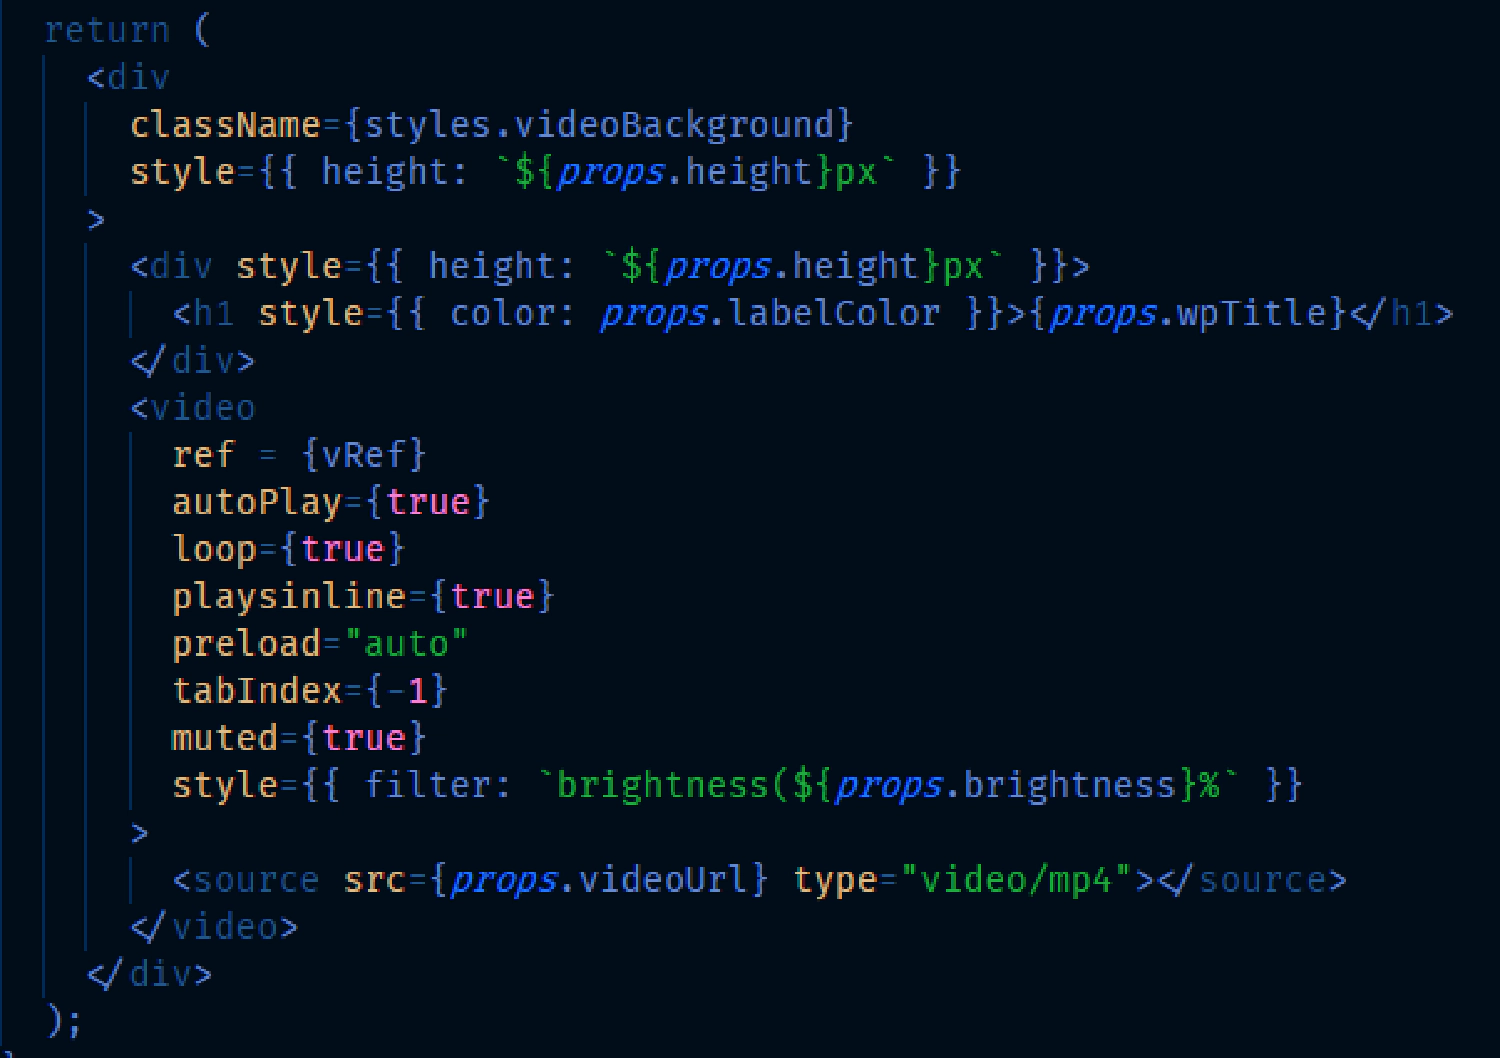 return (
<div
className={styles.videoBackground}
style={{ height: `${props.height}px` }}
>
<div style={{ height: `${props.height}px` }}>
<h1 style={{ color: props.labelColor }}>{props.wpTitle}</h1>
</div>
<video
ref = {vRef}
autoPlay={true}
loop={true}
playsinline={true}
preload="auto"
tabIndex={-1}
muted={true}
style={{ filter: `brightness(${props.brightness}%` }}
>
<source src={props.videoUrl} type="video/mp4"></source>
</video>
</div>
);